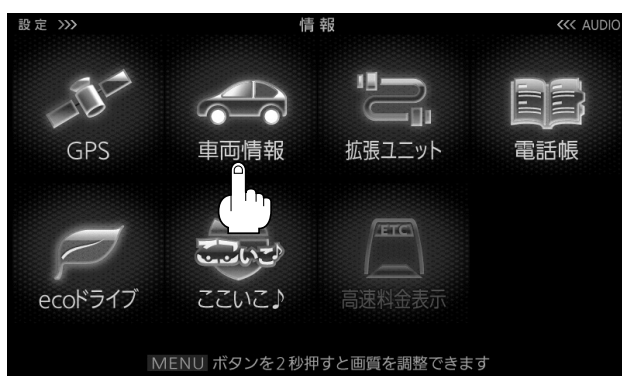 設定 >>>
情報
<<< AUDIO
GPS
車両情報
拡張ユニット
電話帳
ecoドライブ
ここいこ♪
ここいこ♪
ETC
高速料金表示
MENU ボタンを2秒押すと画質を調整できます